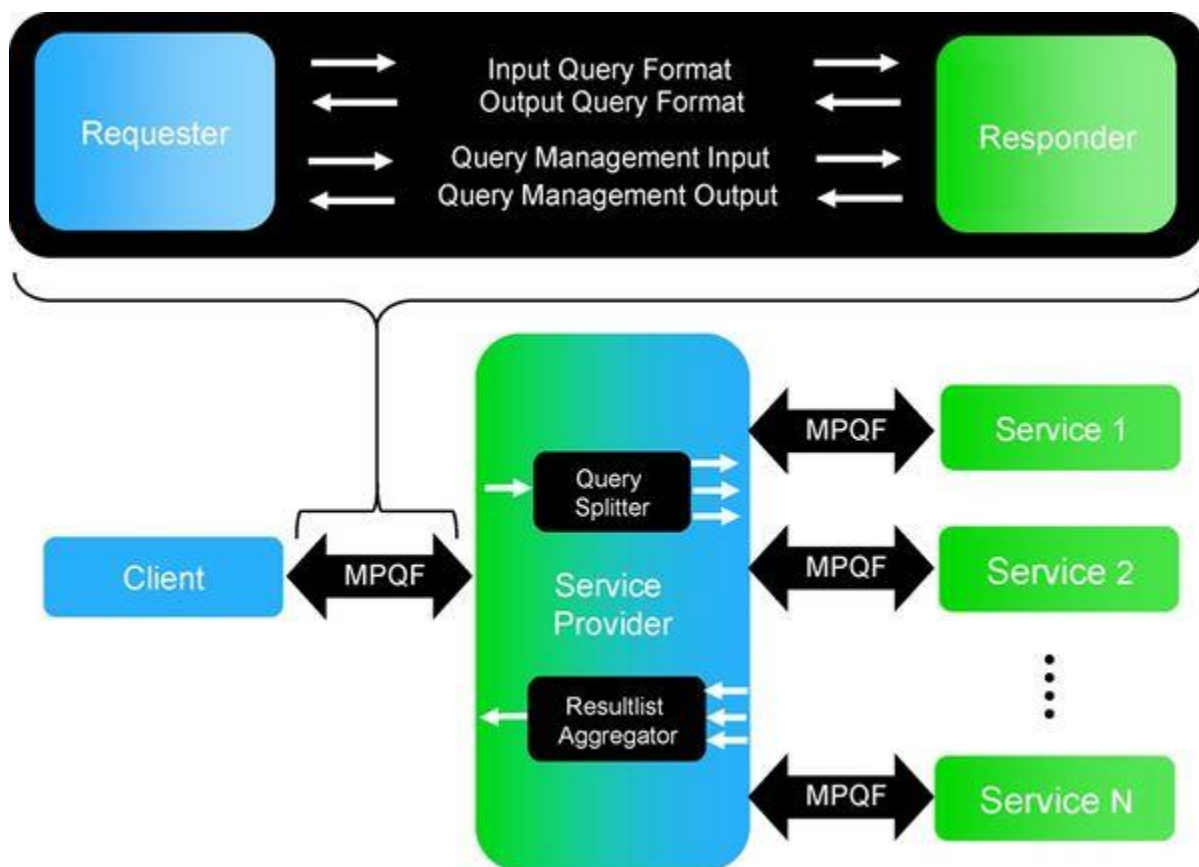 Requester
Input Query Format
Output Query Format
Query Management Input
Query Management Output
Responder
MPQF
Service 1
Query
Splitter
Client
MPQF
Service
Provider
MPQF
Service 2
Resultlist
Aggregator
MPQF
Service N